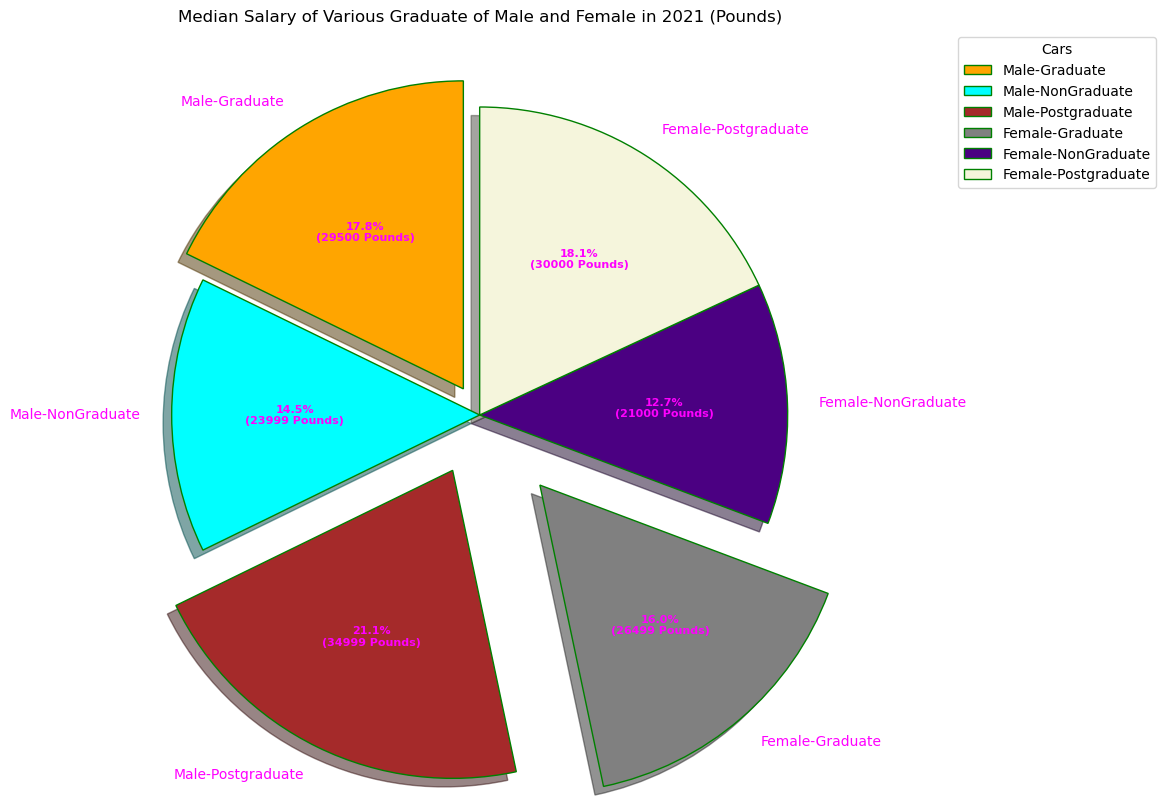 Median Salary of Various Graduate of Male and Female in 2021 (Pounds)
Cars
Male-Graduate
Male-NonGraduate
Male-Postgraduate
Female-Graduate
Female-NonGraduate
Female-Postgraduate
Male-Graduate
17.8%
(29500 Pounds)
Female-Postgraduate
18.1%
(30000 Pounds)
Male-NonGraduate
14.5%
(23999 Pounds)
Female-NonGraduate
12.7%
(21000 Pounds)
Male-Postgraduate
21.1%
(34999 Pounds)
Female-Graduate
16.0%
(26499 Pounds)